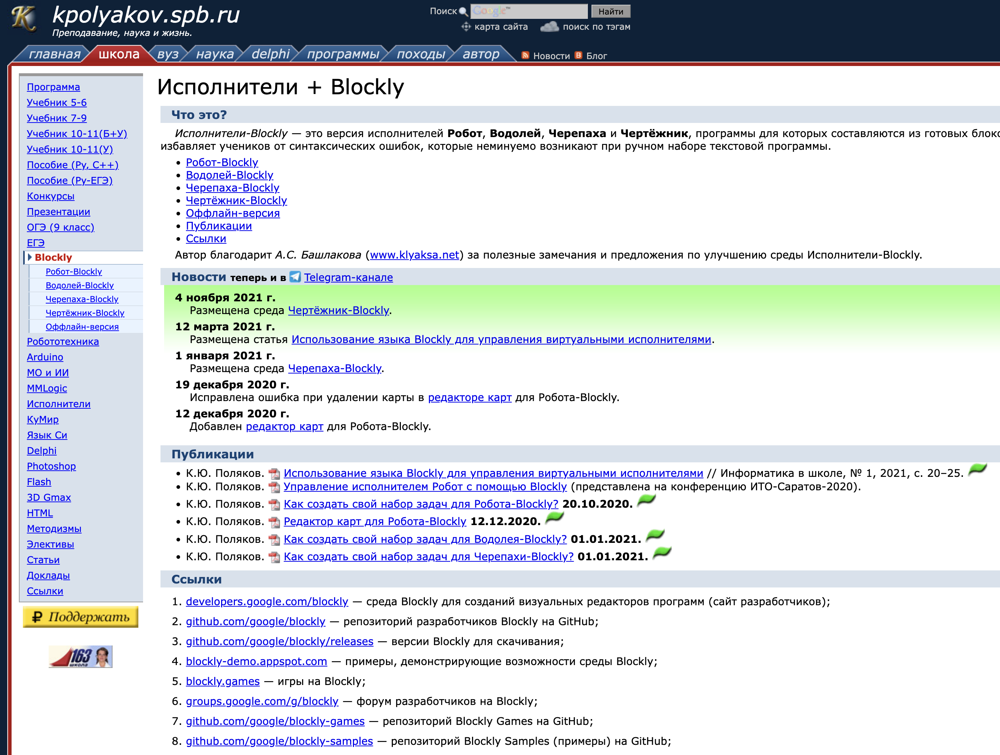 kpolyakov.spb.ru
Преподавание, наука и жизнь.
Поиск Google™ Найти
карта сайта поиск по тэгам
главная школа вуз наука delphi программы походы автор Новости Блог
Программа
Учебник 5-6
Учебник 7-9
Учебник 10-11(Б+У)
Учебник 10-11(У)
Пособие (Py, C++)
Пособие (Py-ЕГЭ)
Конкурсы
Презентации
ОГЭ (9 класс)
ЕГЭ
Blockly
Робот-Blockly
Водолей-Blockly
Черепаха-Blockly
Чертёжник-Blockly
Оффлайн-версия
Робототехника
Arduino
МО и ИИ
MMLogic
Исполнители
КуМир
Язык Си
Delphi
Photoshop
Flash
3D Gmax
HTML
Методизмы
Элективы
Статьи
Доклады
Ссылки
₽ Поддержать
163
школа
Исполнители + Blockly
Что это?
Исполнители-Blockly — это версия исполнителей Робот, Водолей, Черепаха и Чертёжник, программы для которых составляются из готовых
избавляет учеников от синтаксических ошибок, которые неминуемо возникают при ручном наборе текстовой программы.
• Робот-Blockly
• Водолей-Blockly
• Черепаха-Blockly
• Чертёжник-Blockly
• Оффлайн-версия
• Публикации
• Ссылки
Автор благодарит А.С. Башлакова (www.klyaksa.net) за полезные замечания и предложения по улучшению среды Исполнители-Blockly.
Новости теперь и в Telegram-канале
4 ноября 2021 г.
Размещена среда Чертёжник-Blockly.
12 марта 2021 г.
Размещена статья Использование языка Blockly для управления виртуальными исполнителями.
1 января 2021 г.
Размещена среда Черепаха-Blockly.
19 декабря 2020 г.
Исправлена ошибка при удалении карты в редакторе карт для Робота-Blockly.
12 декабря 2020 г.
Добавлен редактор карт для Робота-Blockly.
Публикации
• К.Ю. Поляков. Использование языка Blockly для управления виртуальными исполнителями // Информатика в школе, № 1, 2021, с. 20–25.
• К.Ю. Поляков. Управление исполнителем Робот с помощью Blockly (представлена на конференцию ИТО-Саратов-2020).
• К.Ю. Поляков. Как создать свой набор задач для Робота-Blockly? 20.10.2020.
• К.Ю. Поляков. Редактор карт для Робота-Blockly 12.12.2020.
• К.Ю. Поляков. Как создать свой набор задач для Водолея-Blockly? 01.01.2021.
• К.Ю. Поляков. Как создать свой набор задач для Черепахи-Blockly? 01.01.2021.
Ссылки
1. developers.google.com/blockly — среда Blockly для созданий визуальных редакторов программ (сайт разработчиков);
2. github.com/google/blockly — репозиторий разработчиков Blockly на GitHub;
3. github.com/google/blockly/releases — версии Blockly для скачивания;
4. blockly-demo.appspot.com — примеры, демонстрирующие возможности среды Blockly;
5. blockly.games — игры на Blockly;
6. groups.google.com/g/blockly — форум разработчиков на Blockly;
7. github.com/google/blockly-games — репозиторий Blockly Games на GitHub;
8. github.com/google/blockly-samples — репозиторий Blockly Samples (примеры) на GitHub;